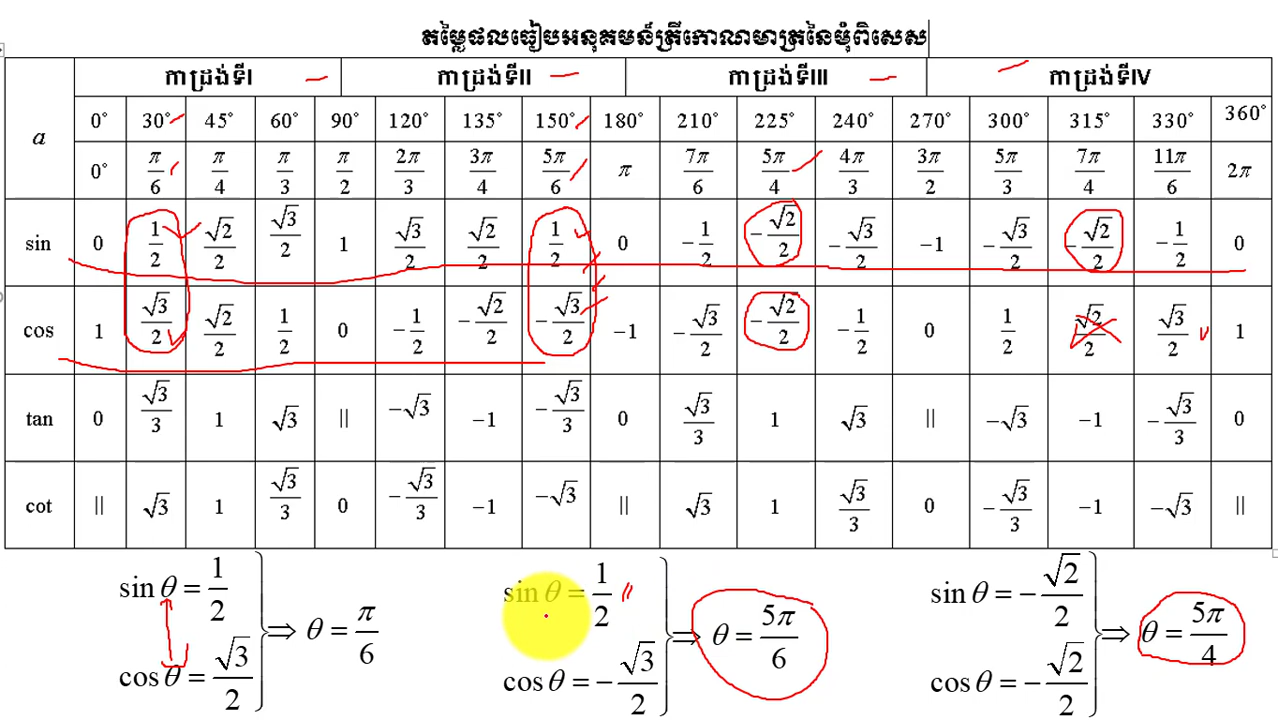 តម្លៃផលធៀបអនុគមន៍ត្រីកោណមាត្រនៃមុំពិសេស
កាដ្រង់ទីI កាដ្រង់ទីII កាដ្រង់ទីIII កាដ្រង់ទីIV
a 0° 30° 45° 60° 90° 120° 135° 150° 180° 210° 225° 240° 270° 300° 315° 330° 360°
0° π/6 π/4 π/3 π/2 2π/3 3π/4 5π/6 π 7π/6 5π/4 4π/3 3π/2 5π/3 7π/4 11π/6 2π
sin 0 1/2 √2/2 √3/2 1 √3/2 √2/2 1/2 0 −1/2 −√2/2 −√3/2 −1 −√3/2 −√2/2 −1/2 0
cos 1 √3/2 √2/2 1/2 0 −1/2 −√2/2 −√3/2 −1 −√3/2 −√2/2 −1/2 0 1/2 √2/2 √3/2 1
tan 0 √3/3 1 √3 || −√3 −1 −√3/3 0 √3/3 1 √3 || −√3 −1 −√3/3 0
cot || √3 1 √3/3 0 −√3/3 −1 −√3 || √3 1 √3/3 0 −√3/3 −1 −√3 ||
sin θ = 1/2
cos θ = √3/2
} ⇒ θ = π/6
sin θ = 1/2
cos θ = −√3/2
} ⇒ θ = 5π/6
sin θ = −√2/2
cos θ = −√2/2
} ⇒ θ = 5π/4